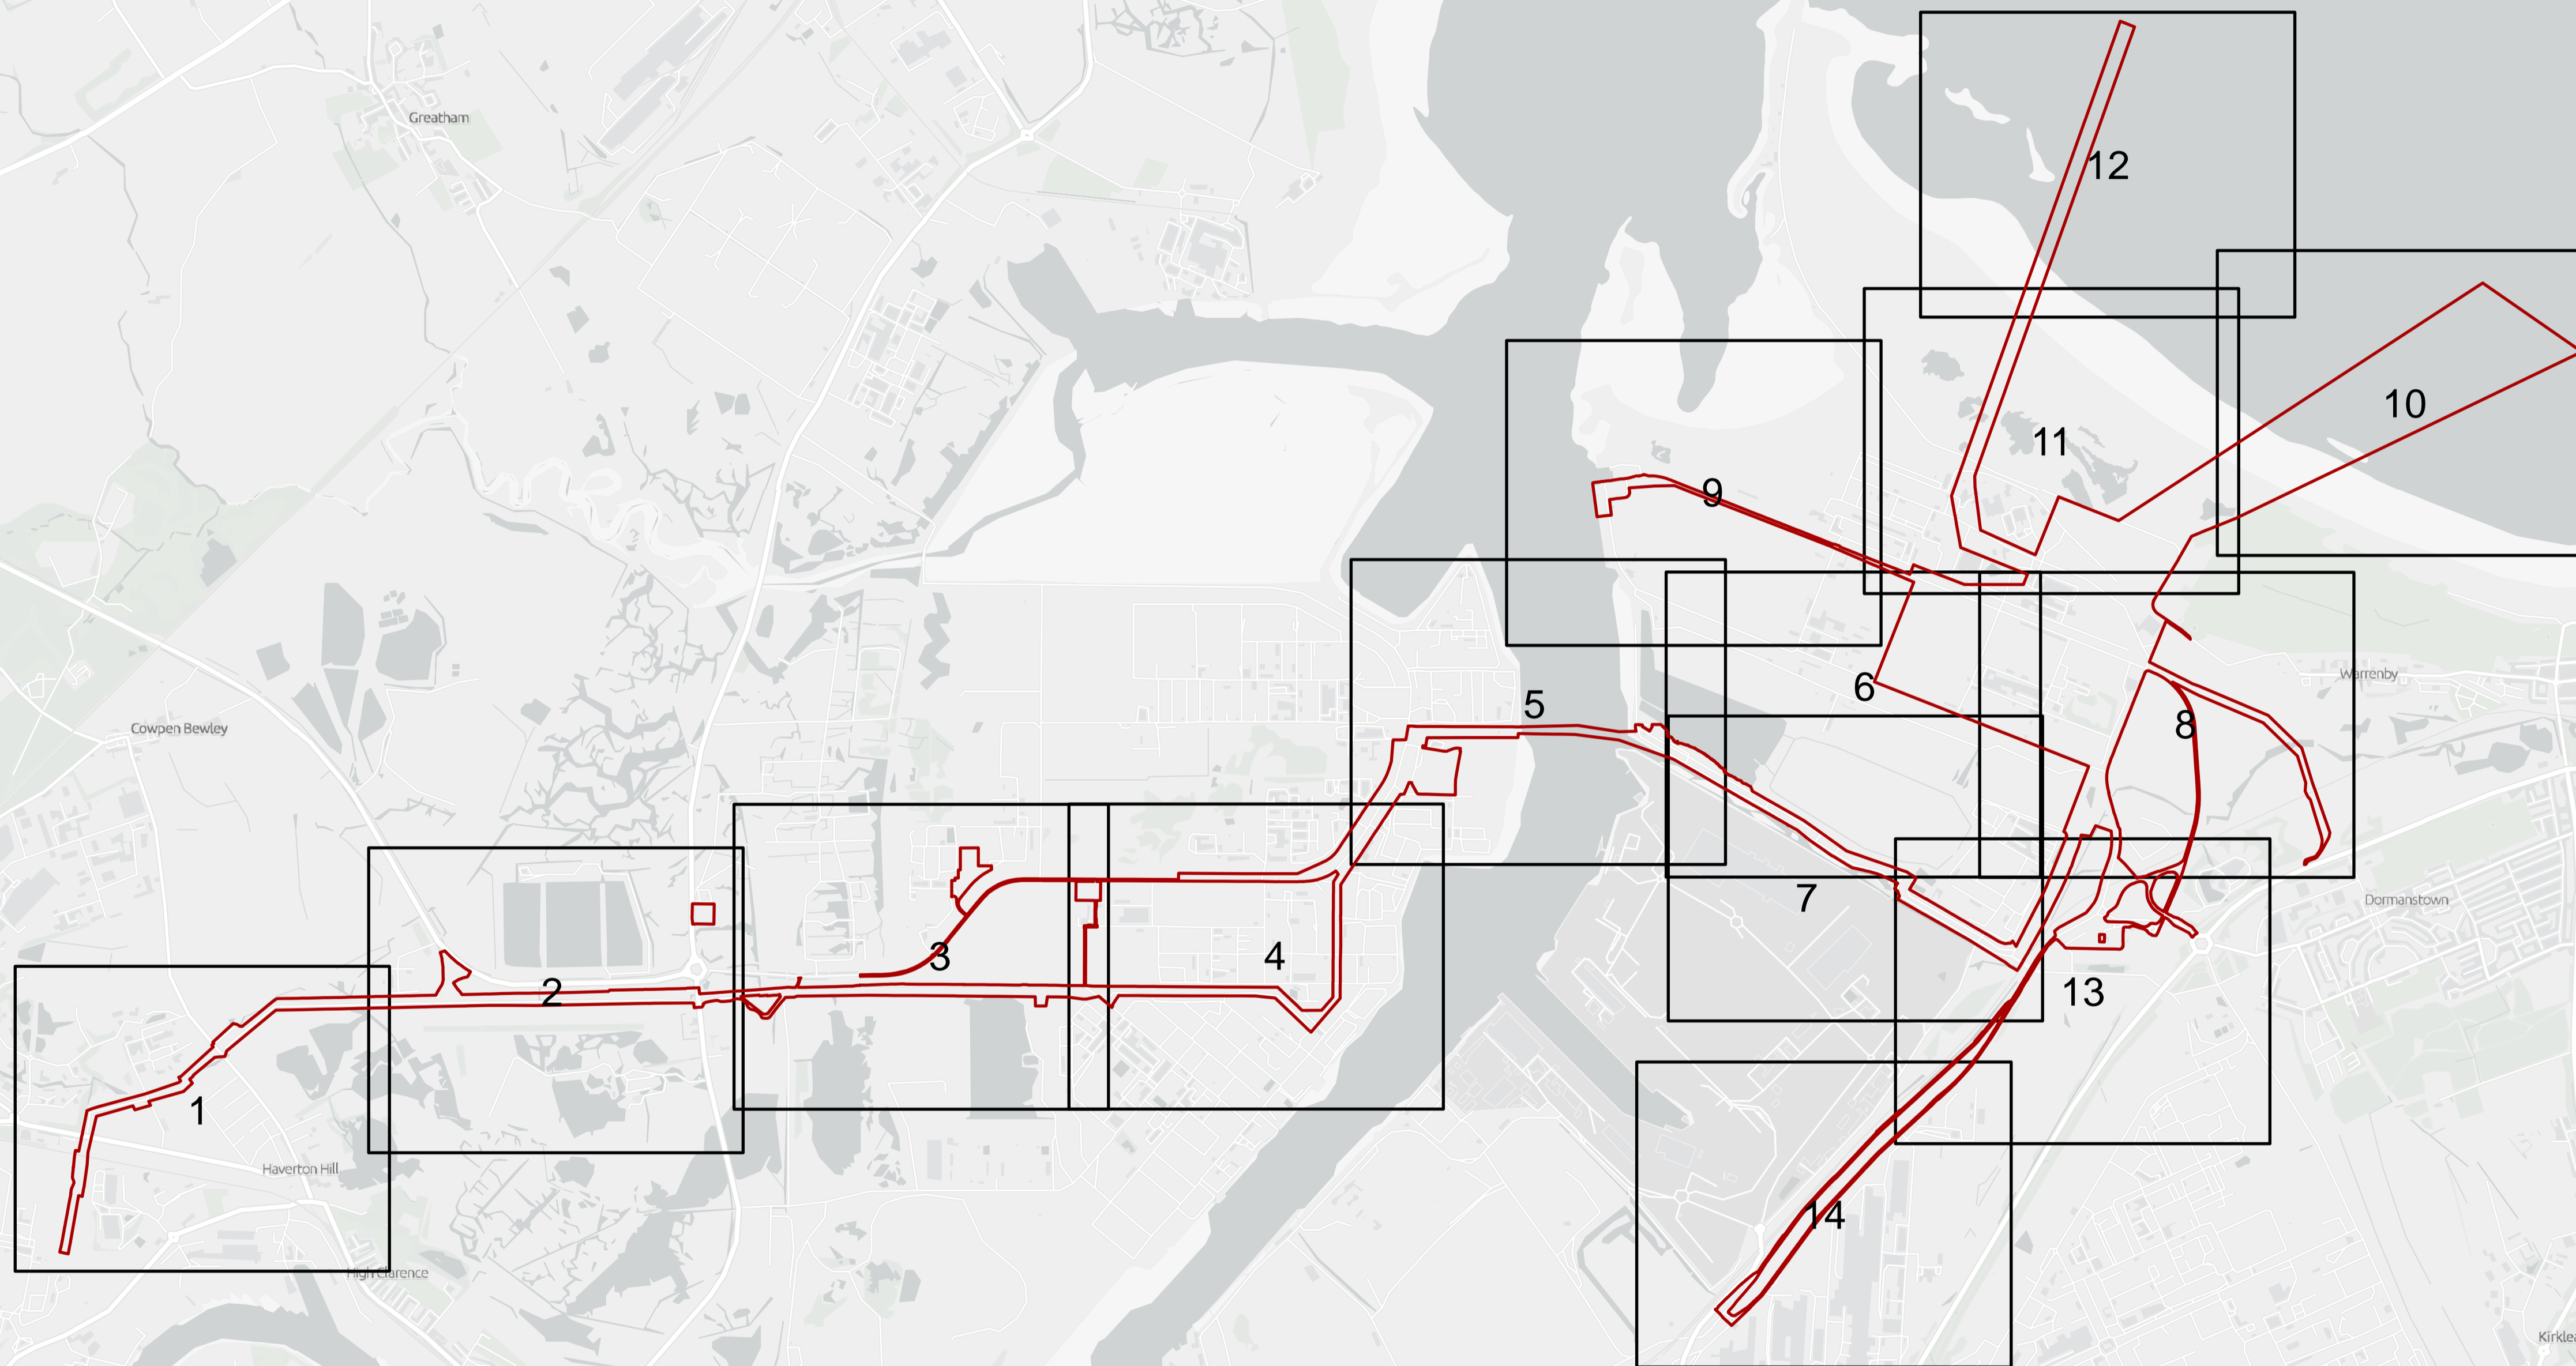 Greatham
12
10
11
9
Warrenby
6
5
8
Cowpen Bewley
7
Dormanstown
3
4
2
13
1
Haverton Hill
14
High Clarence